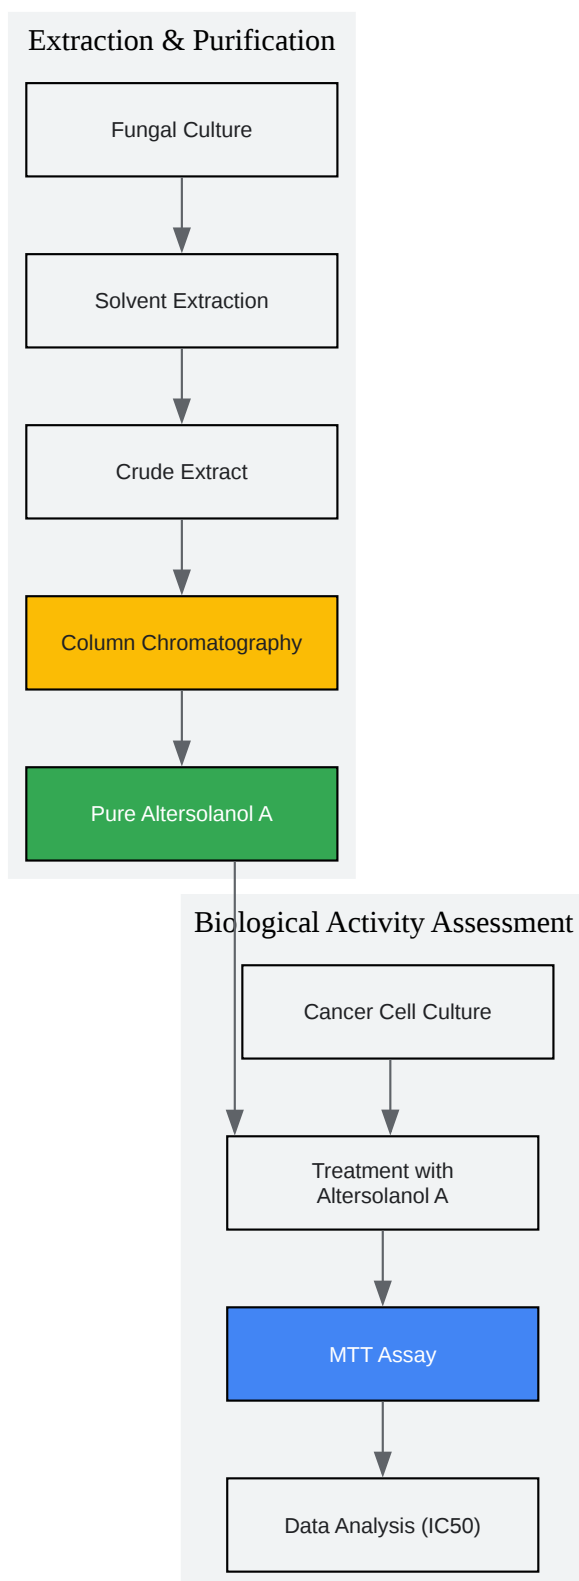 Extraction & Purification
Fungal Culture
Solvent Extraction
Crude Extract
Column Chromatography
Pure Altersolanol A
Biological Activity Assessment
Cancer Cell Culture
Treatment with
Altersolanol A
MTT Assay
Data Analysis (IC50)